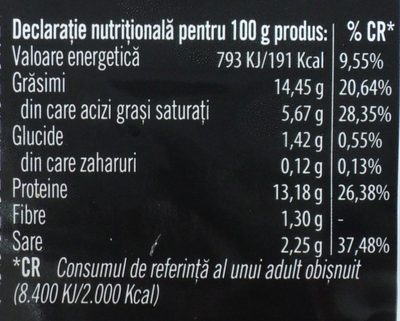 Declarație nutrițională pentru 100 g produs: % CR*
Valoare energetică 793 KJ/191 Kcal 9,55%
Grăsimi 14,45 g 20,64%
din care acizi grași saturați 5,67 g 28,35%
Glucide 1,42 g 0,55%
din care zaharuri 0,12 g 0,13%
Proteine 13,18 g 26,38%
Fibre 1,30 g -
Sare 2,25 g 37,48%
*CR Consumul de referință al unui adult obișnuit
(8.400 KJ/2.000 Kcal)